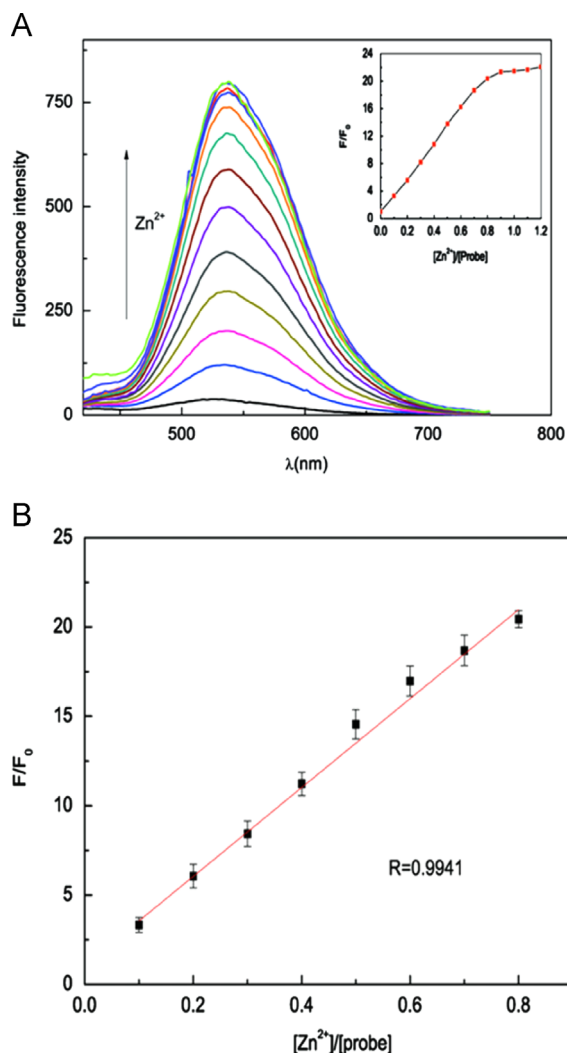 A
Fluorescence intensity
750
500
250
0
Zn²⁺
500
600
700
800
λ(nm)
F/F₀
24
20
16
12
8
4
0
0.0 0.2 0.4 0.6 0.8 1.0 1.2
[Zn²⁺]/[Probe]
B
F/F₀
25
20
15
10
5
0
R=0.9941
0.0 0.2 0.4 0.6 0.8
[Zn²⁺]/[probe]